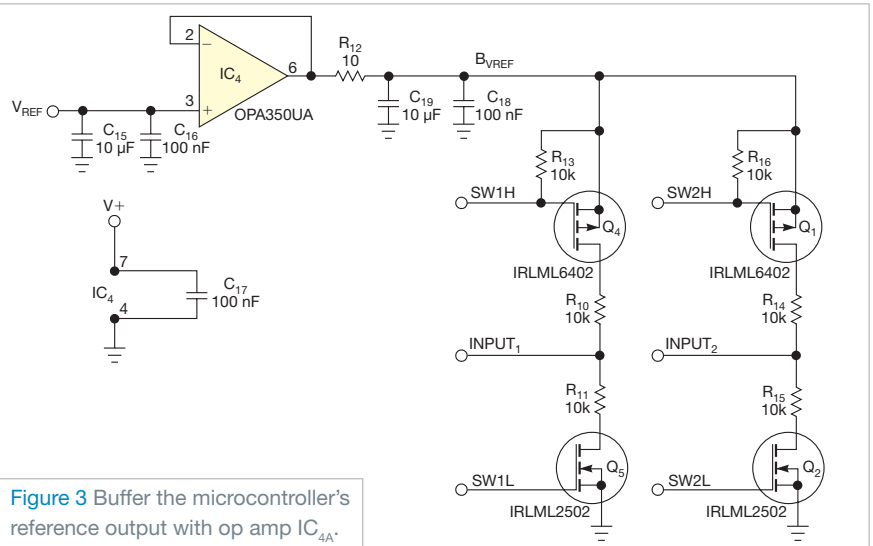 2
−
R12
10
BVREF
6
IC4
VREF
3
+
OPA350UA
C19
10 µF
C18
100 nF
C15
10 µF
C16
100 nF
R13
10k
R16
10k
V+
SW1H
SW2H
Q4
Q1
7
IRLML6402
IRLML6402
IC4
C17
100 nF
R10
10k
R14
10k
4
INPUT1
INPUT2
R11
10k
R15
10k
Q5
Q2
SW1L
SW2L
IRLML2502
IRLML2502
Figure 3 Buffer the microcontroller's
reference output with op amp IC4A.